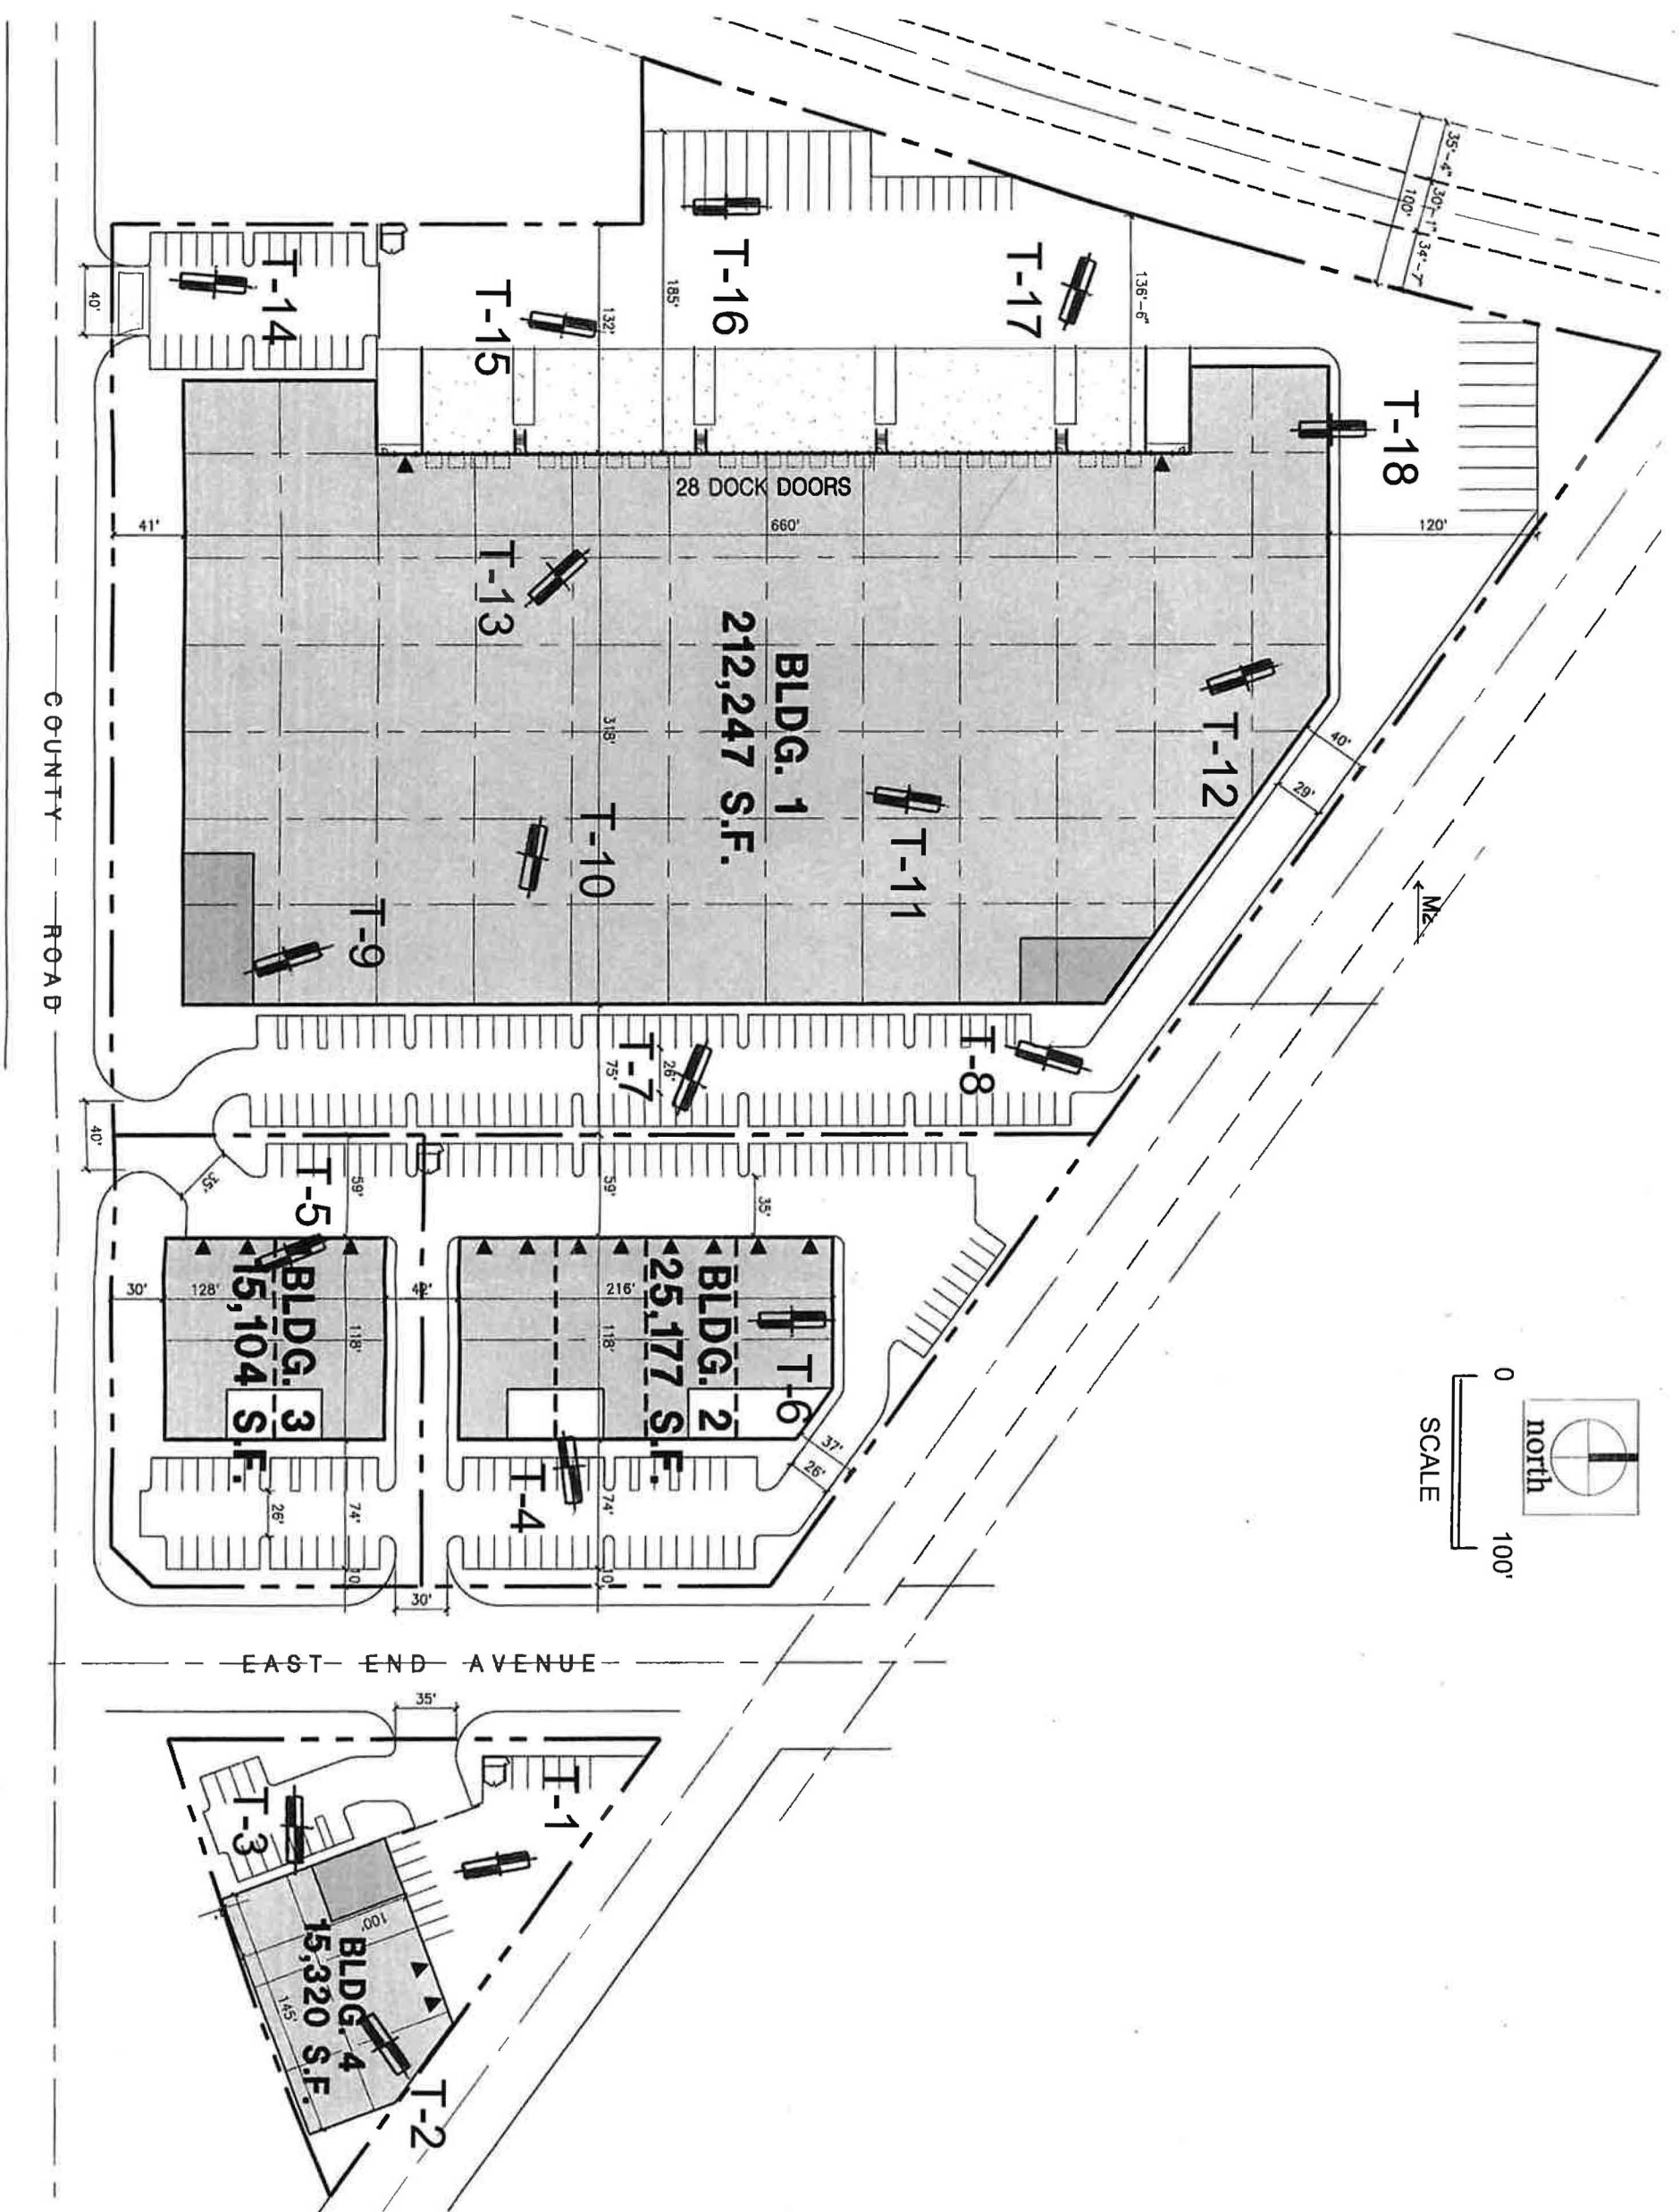 35'-4"
30'-1"
34'-7"
100'
T-14
T-15
T-16
T-17
T-18
40'
132'
185'
136'-6"
28 DOCK DOORS
41'
660'
120'
T-13
BLDG. 1
212,247 S.F.
318'
T-12
40'
29'
T-10
T-11
T-9
M2
T-7
26'
75'
T-8
40'
35'
T-5
59'
59'
35'
30'
128'
42'
216'
118'
118'
BLDG. 3
15,104 S.F.
BLDG. 2
25,177 S.F.
T-6
37'
26'
T-4
26'
74'
74'
10'
10'
30'
COUNTY ROAD
EAST END AVENUE
35'
T-1
T-3
100'
145'
BLDG. 4
15,320 S.F.
T-2
north
0 100'
SCALE